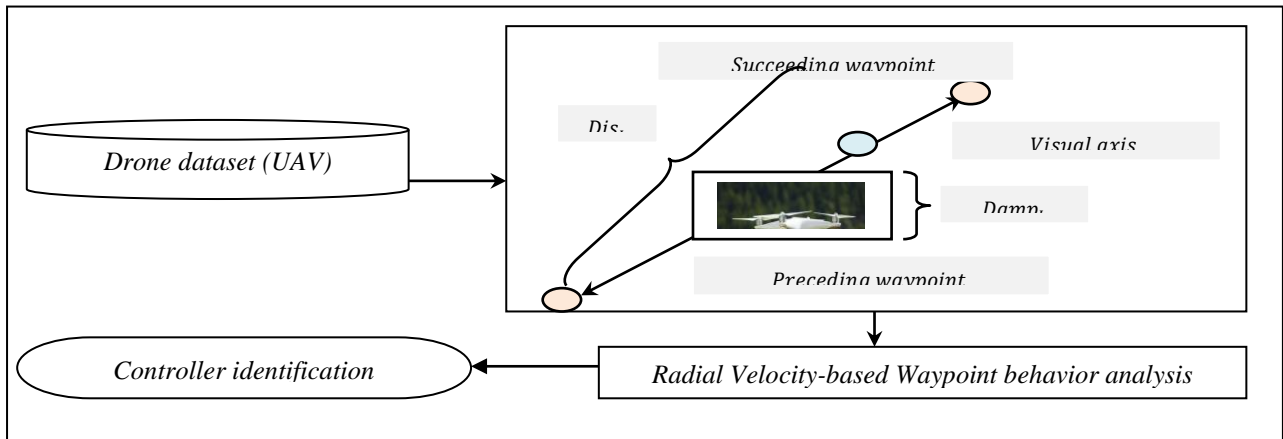 Succeeding waypoint
Dis.
Drone dataset (UAV)
Visual axis
Damp.
Preceding waypoint
Controller identification
Radial Velocity-based Waypoint behavior analysis